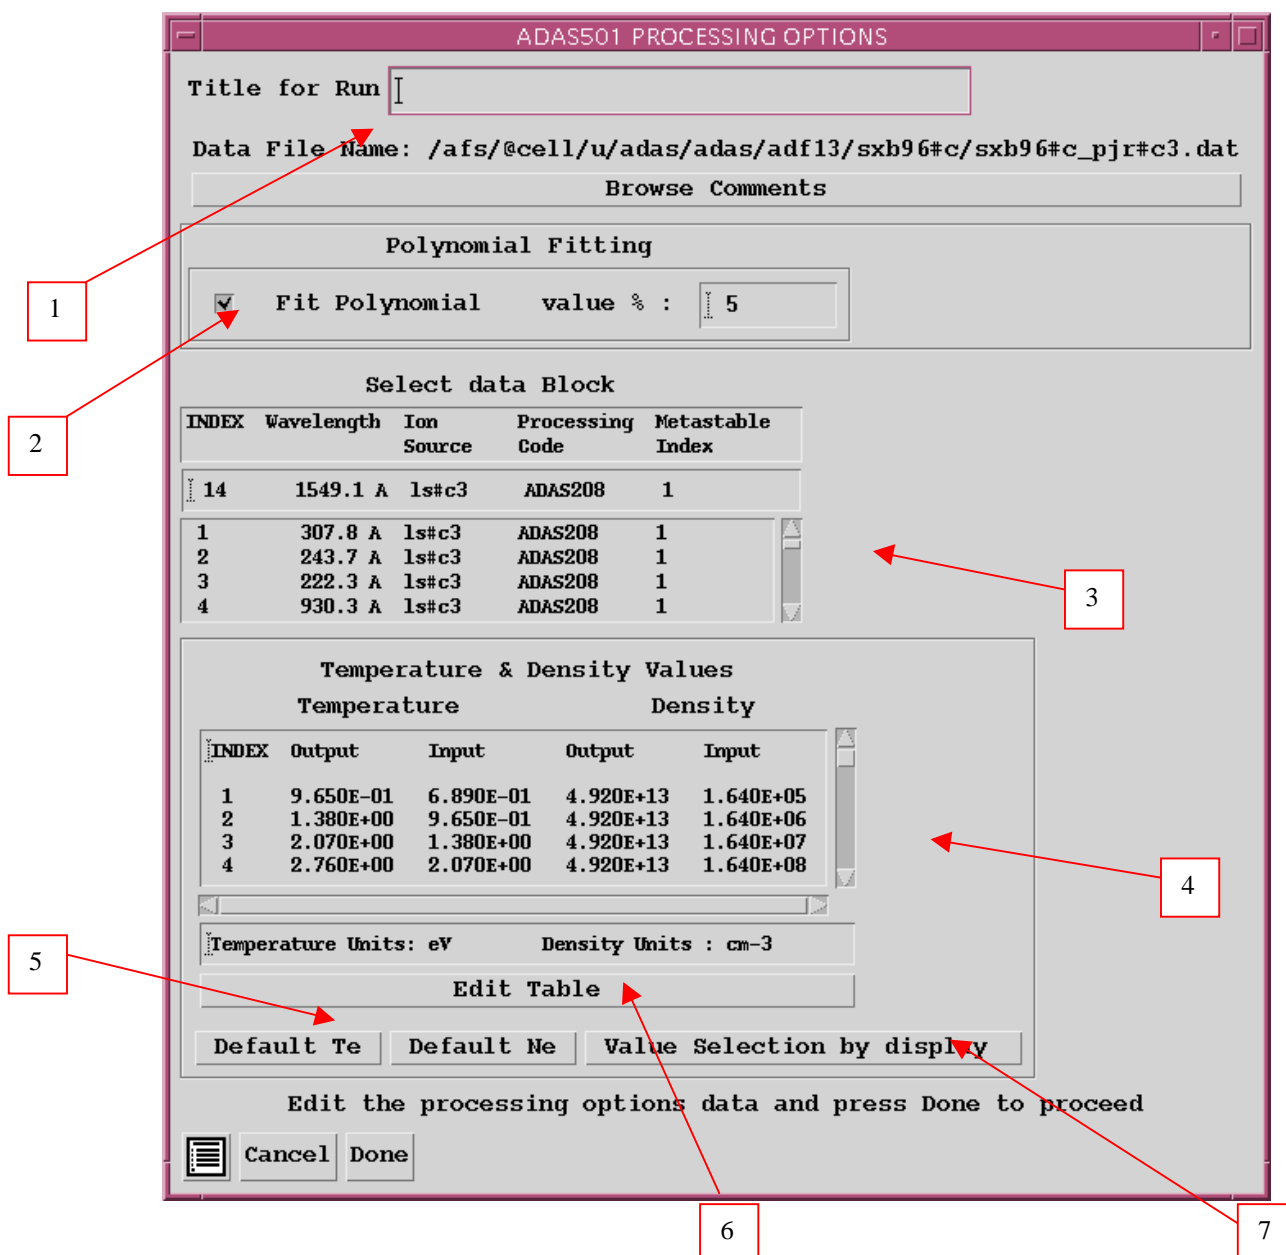 ADAS501 PROCESSING OPTIONS
Title for Run
Data File Name: /afs/@cell/u/adas/adas/adf13/sxb96#c/sxb96#c_pjr#c3.dat
Browse Comments
Polynomial Fitting
1
Fit Polynomial value % : 5
Select data Block
2
INDEX Wavelength Ion Source Processing Code Metastable Index
14 1549.1 A ls#c3 ADAS208 1
1 307.8 A ls#c3 ADAS208 1
2 243.7 A ls#c3 ADAS208 1
3 222.3 A ls#c3 ADAS208 1
4 930.3 A ls#c3 ADAS208 1
3
Temperature & Density Values
Temperature Density
INDEX Output Input Output Input
1 9.650E-01 6.890E-01 4.920E+13 1.640E+05
2 1.380E+00 9.650E-01 4.920E+13 1.640E+06
3 2.070E+00 1.380E+00 4.920E+13 1.640E+07
4 2.760E+00 2.070E+00 4.920E+13 1.640E+08
4
Temperature Units: eV Density Units : cm-3
5
Edit Table
Default Te Default Ne Value Selection by display
Edit the processing options data and press Done to proceed
Cancel Done
6
7